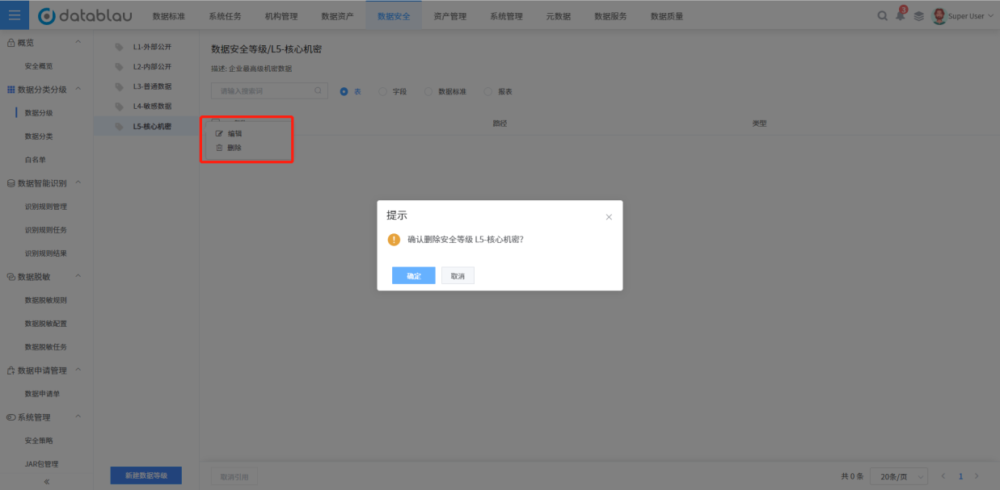 datablau
数据标准
系统任务
机构管理
数据资产
数据安全
资产管理
系统管理
元数据
数据服务
数据质量
3
Super User
概览
安全概览
数据分类分级
数据分级
数据分类
白名单
数据智能识别
识别规则管理
识别规则任务
识别规则结果
数据脱敏
数据脱敏规则
数据脱敏配置
数据脱敏任务
数据申请管理
数据申请单
系统管理
安全策略
JAR包管理
L1-外部公开
L2-内部公开
L3-普通数据
L4-敏感数据
L5-核心机密
新建数据等级
数据安全等级/L5-核心机密
描述: 企业最高级机密数据
请输入搜索词
表
字段
数据标准
报表
路径
类型
编辑
删除
提示
确认删除安全等级 L5-核心机密?
确定
取消
取消引用
共 0 条
20条/页
1